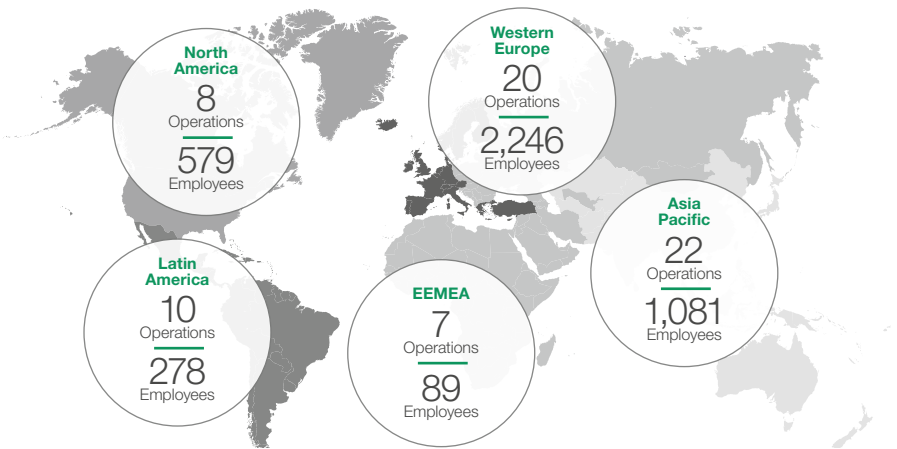 North
America
8
Operations
579
Employees
Western
Europe
20
Operations
2,246
Employees
Asia
Pacific
22
Operations
1,081
Employees
Latin
America
10
Operations
278
Employees
EEMEA
7
Operations
89
Employees